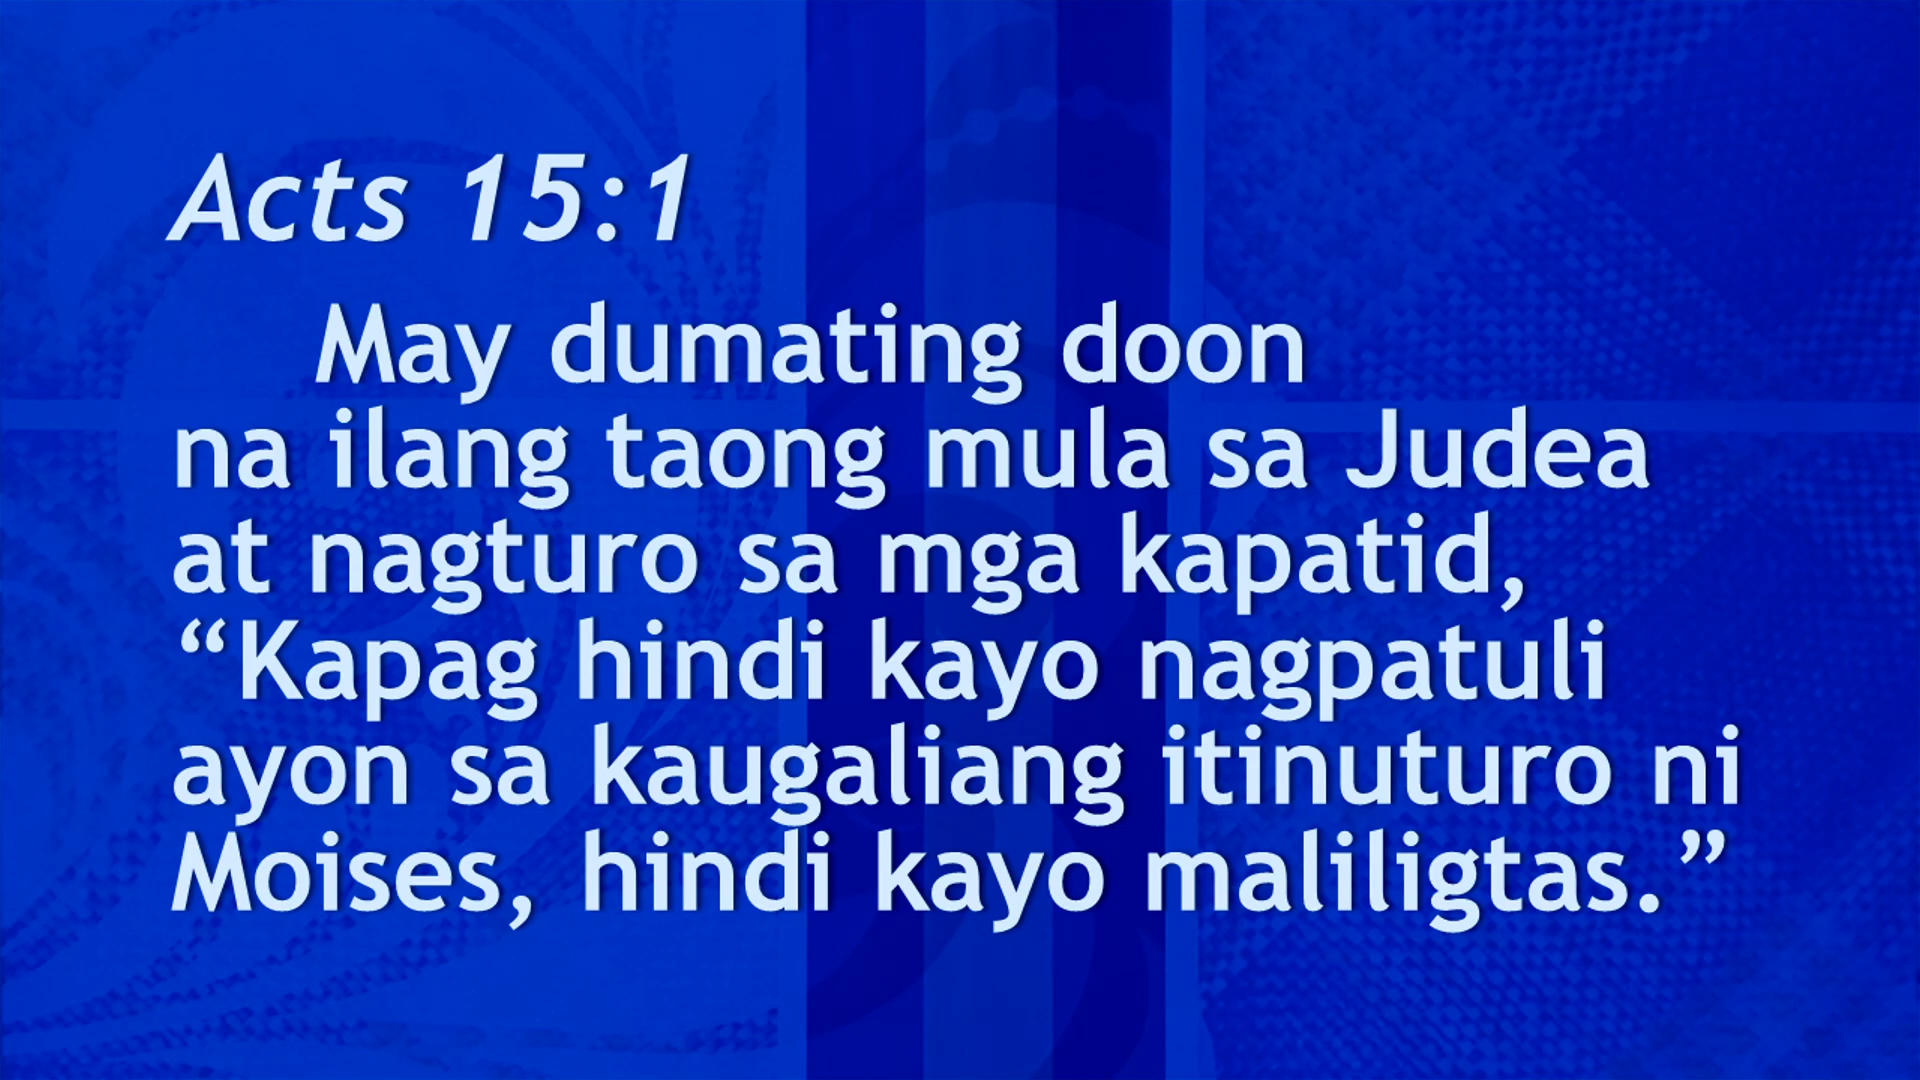 Acts 15:1
May dumating doon
na ilang taong mula sa Judea
at nagturo sa mga kapatid,
“Kapag hindi kayo nagpatuli
ayon sa kaugaliang itinuturo ni
Moises, hindi kayo maliligtas.”